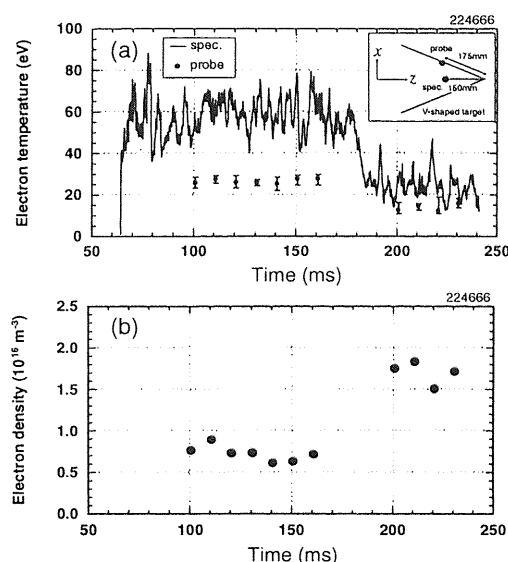 224666
(a)
spec.
probe
probe
175mm
x
z
spec. 150mm
V-shaped target
Electron temperature (eV)
100
80
60
40
20
0
50 100 150 200 250
Time (ms)
224666
(b)
Electron density (10¹⁶ m⁻³)
2.5
2.0
1.5
1.0
0.5
0.0
50 100 150 200 250
Time (ms)